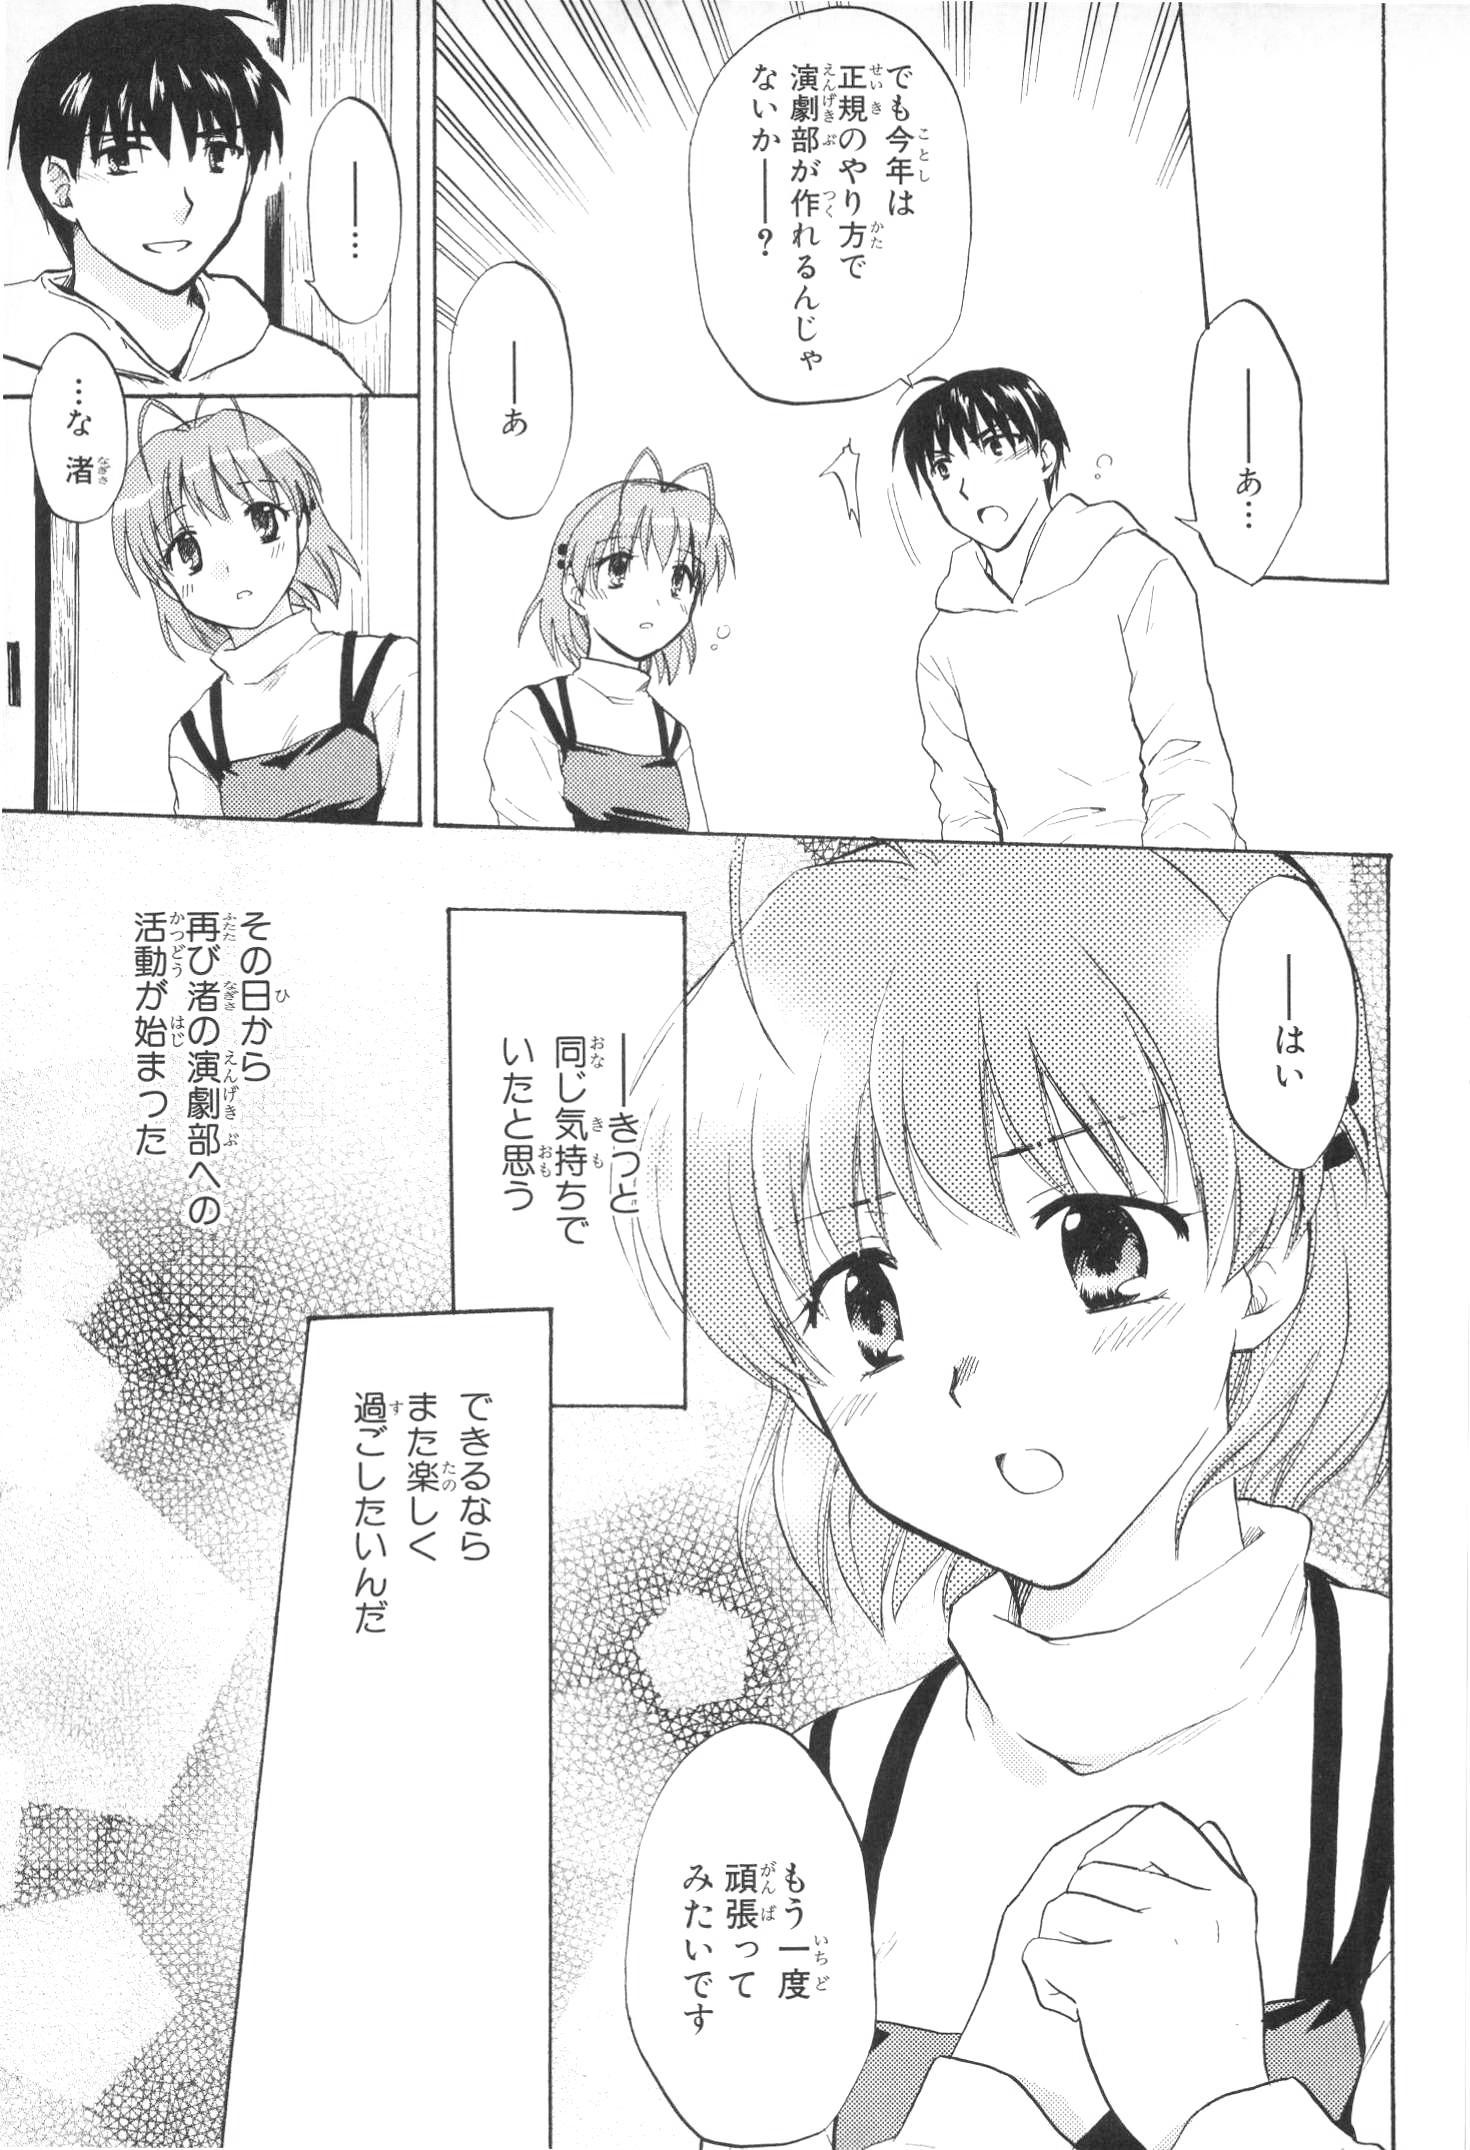 ――あ…
でも今年は
正規のやり方で
演劇部が作れるんじゃ
ないか――？
――あ
――…
…な 渚
――はい
もう一度
頑張って
みたいです
――きっと
同じ気持ちで
いたと思う
できるなら
また楽しく
過ごしたいんだ
その日から
再び渚の演劇部への
活動が始まった